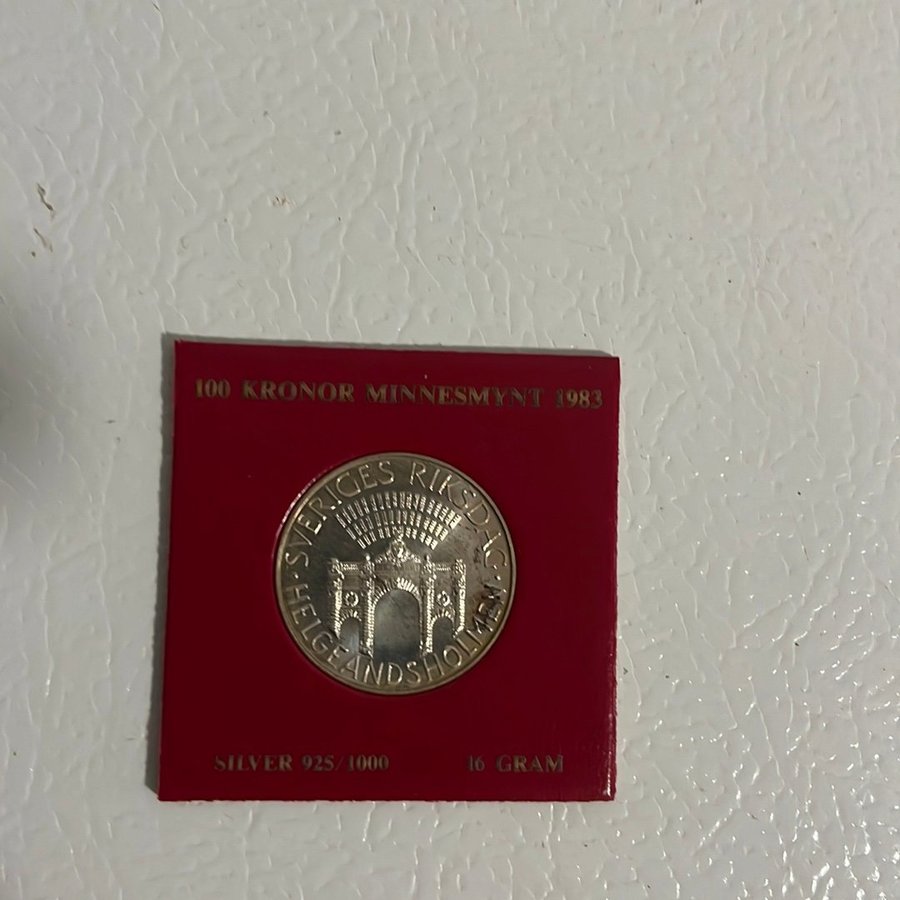 100 KRONOR MINNESMYNT 1983
SVERIGES RIKSDAG
· HELGEANDSHOLMEN ·
SILVER 925/1000 16 GRAM